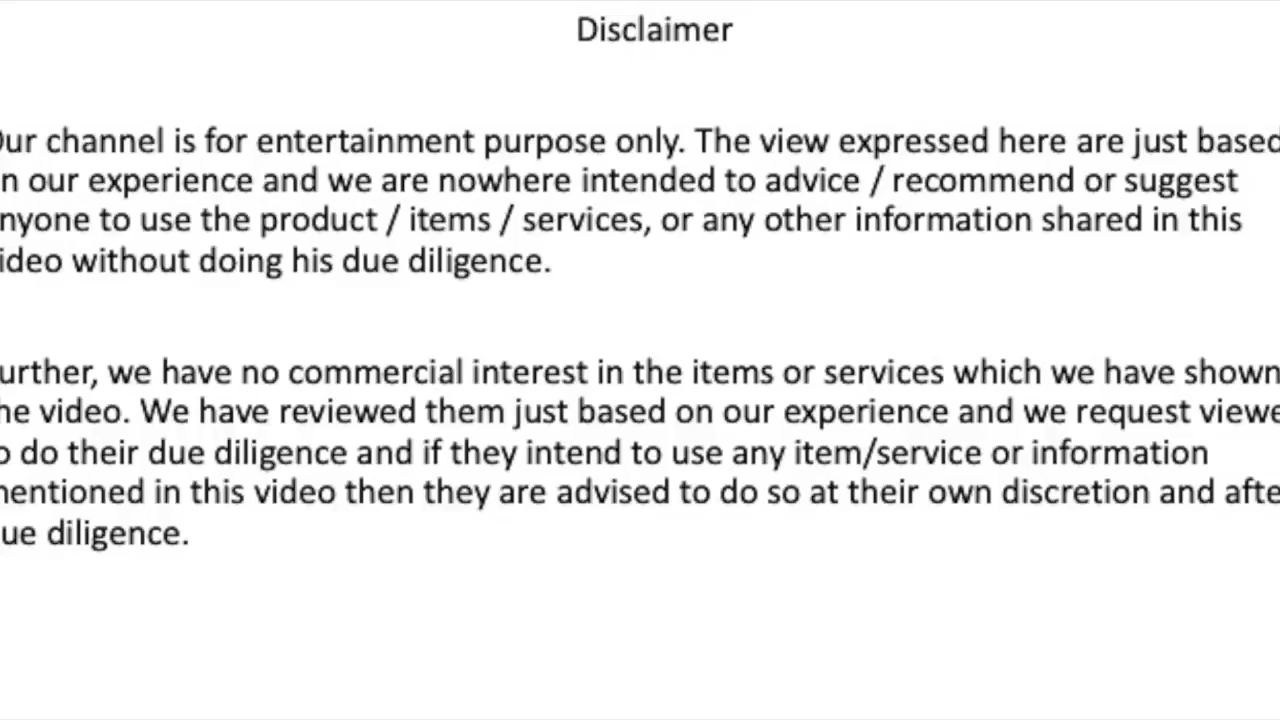 Disclaimer
Our channel is for entertainment purpose only. The view expressed here are just based
n our experience and we are nowhere intended to advice / recommend or suggest
nyone to use the product / items / services, or any other information shared in this
ideo without doing his due diligence.
urther, we have no commercial interest in the items or services which we have shown
he video. We have reviewed them just based on our experience and we request viewe
o do their due diligence and if they intend to use any item/service or information
mentioned in this video then they are advised to do so at their own discretion and afte
ue diligence.